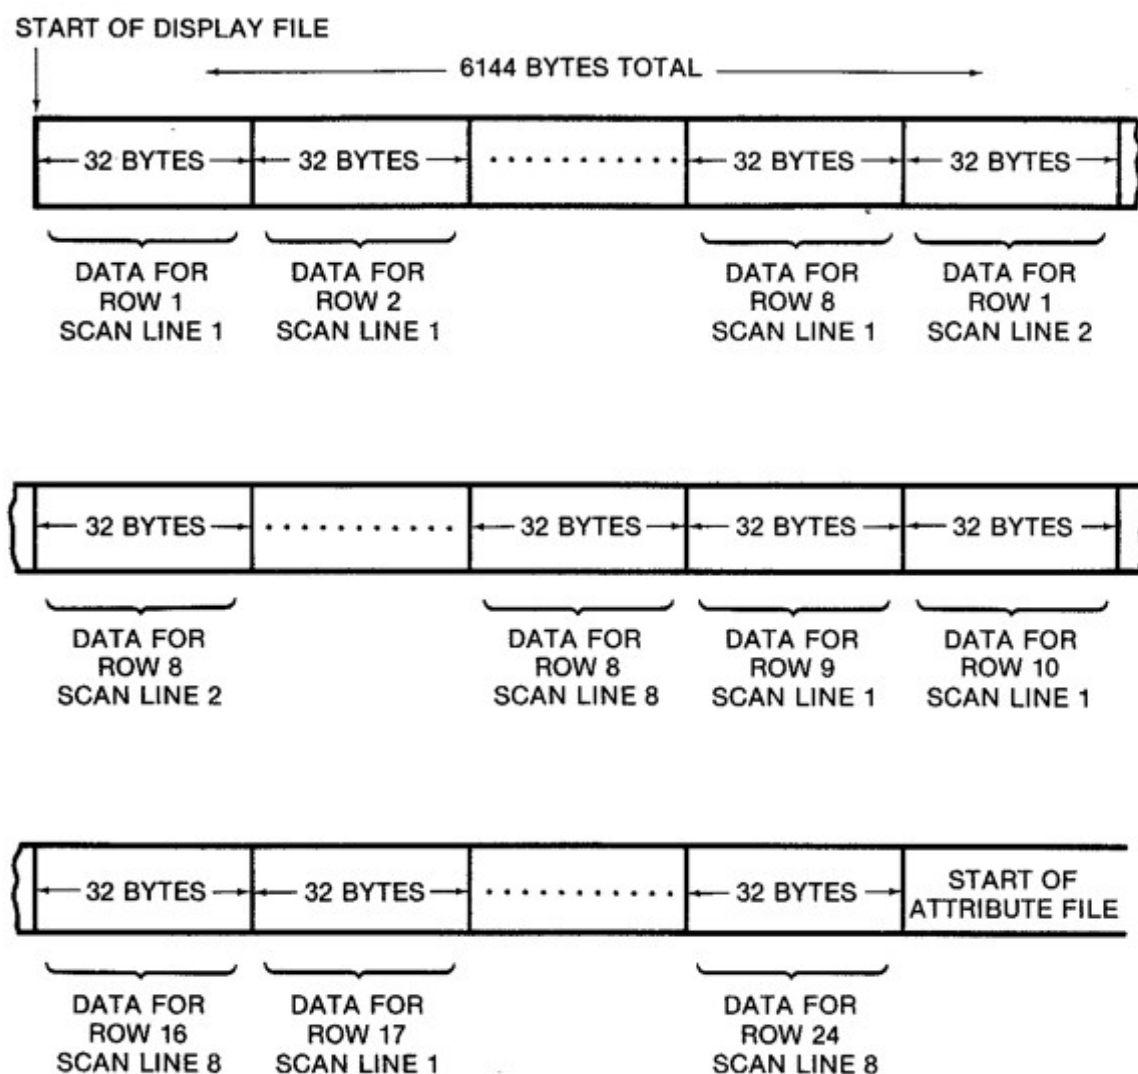 START OF DISPLAY FILE
6144 BYTES TOTAL
32 BYTES 32 BYTES 32 BYTES 32 BYTES
DATA FOR DATA FOR DATA FOR DATA FOR
ROW 1 ROW 2 ROW 8 ROW 1
SCAN LINE 1 SCAN LINE 1 SCAN LINE 1 SCAN LINE 2
32 BYTES 32 BYTES 32 BYTES 32 BYTES
DATA FOR DATA FOR DATA FOR DATA FOR
ROW 8 ROW 8 ROW 9 ROW 10
SCAN LINE 2 SCAN LINE 8 SCAN LINE 1 SCAN LINE 1
32 BYTES 32 BYTES 32 BYTES START OF
ATTRIBUTE FILE
DATA FOR DATA FOR DATA FOR
ROW 16 ROW 17 ROW 24
SCAN LINE 8 SCAN LINE 1 SCAN LINE 8